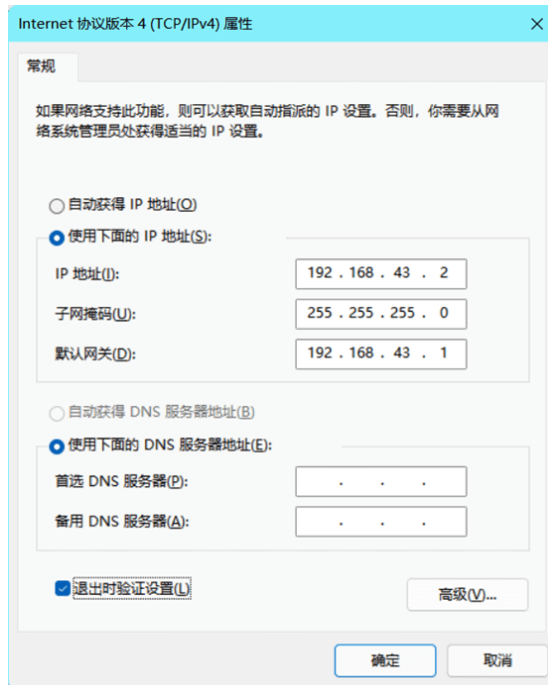 Internet 协议版本 4 (TCP/IPv4) 属性
常规
如果网络支持此功能，则可以获取自动指派的 IP 设置。否则，你需要从网
络系统管理员处获得适当的 IP 设置。
自动获得 IP 地址(O)
使用下面的 IP 地址(S):
IP 地址(I): 192 . 168 . 43 . 2
子网掩码(U): 255 . 255 . 255 . 0
默认网关(D): 192 . 168 . 43 . 1
自动获得 DNS 服务器地址(B)
使用下面的 DNS 服务器地址(E):
首选 DNS 服务器(P): . . .
备用 DNS 服务器(A): . . .
退出时验证设置(L)
高级(V)...
确定 取消